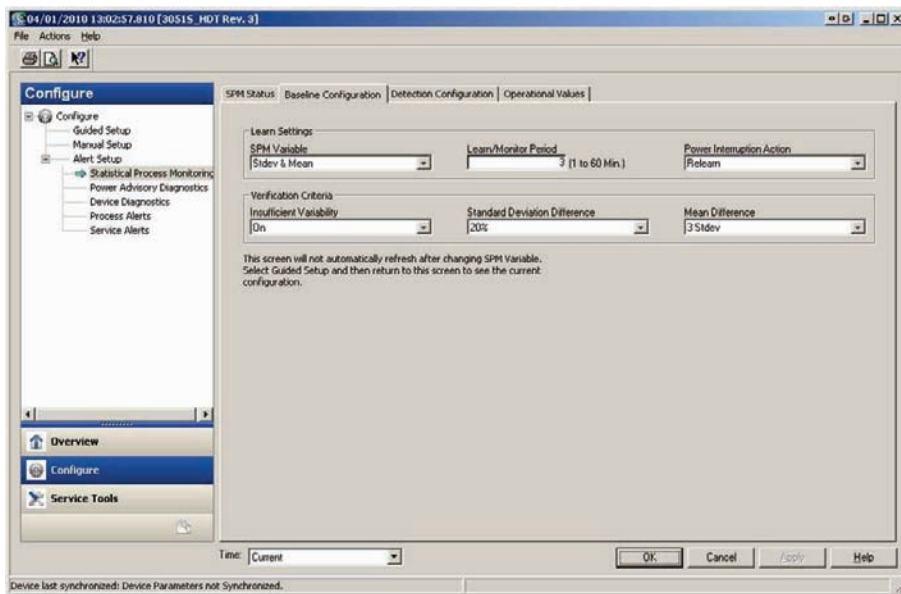 04/01/2010 13:02:57.810 [3051S_HDT Rev. 3]
File Actions Help
Configure
Configure
Guided Setup
Manual Setup
Alert Setup
Statistical Process Monitoring
Power Advisory Diagnostics
Device Diagnostics
Process Alerts
Service Alerts
Overview
Configure
Service Tools
SPM Status Baseline Configuration Detection Configuration Operational Values
Learn Settings
SPM Variable Learn/Monitor Period Power Interruption Action
Stdev & Mean 3 (1 to 60 Min.) Relearn
Verification Criteria
Insufficient Variability Standard Deviation Difference Mean Difference
On 20% 3 Stdev
This screen will not automatically refresh after changing SPM Variable.
Select Guided Setup and then return to this screen to see the current
configuration.
Time: Current
OK Cancel Apply Help
Device last synchronized: Device Parameters not Synchronized.